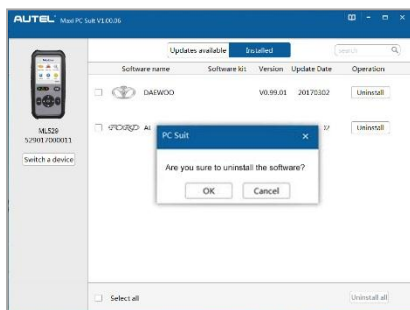 AUTEL Maxi PC Suit V1.00.06
Updates available Installed search
Software name Software kit Version Update Date Operation
DAEWOO V0.99.01 20170302 Uninstall
Uninstall
ML529
529017000011
Switch a device
PC Suit
Are you sure to uninstall the software?
OK Cancel
Select all Uninstall all